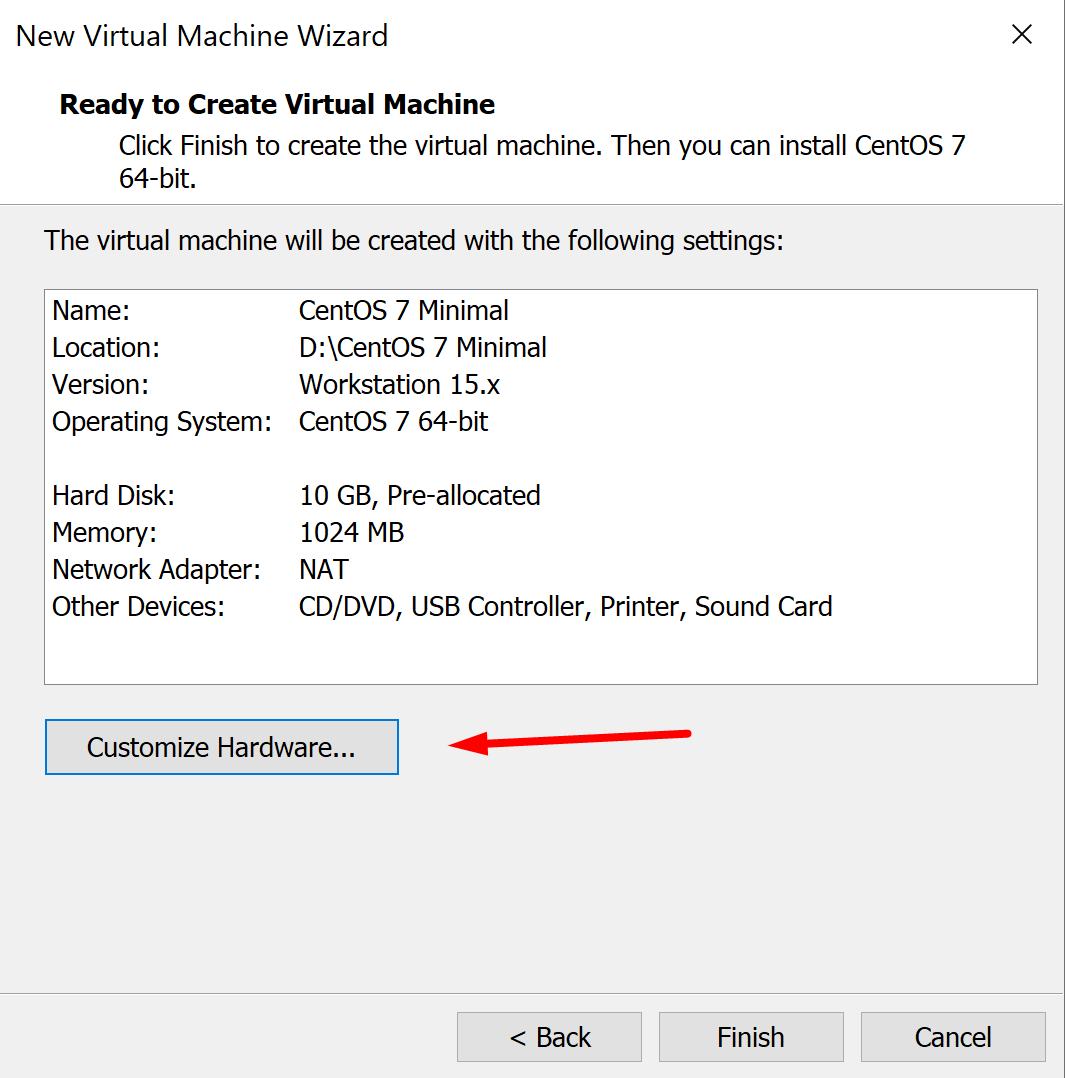 New Virtual Machine Wizard
Ready to Create Virtual Machine
Click Finish to create the virtual machine. Then you can install CentOS 7
64-bit.
The virtual machine will be created with the following settings:
Name: CentOS 7 Minimal
Location: D:\CentOS 7 Minimal
Version: Workstation 15.x
Operating System: CentOS 7 64-bit
Hard Disk: 10 GB, Pre-allocated
Memory: 1024 MB
Network Adapter: NAT
Other Devices: CD/DVD, USB Controller, Printer, Sound Card
Customize Hardware...
< Back Finish Cancel